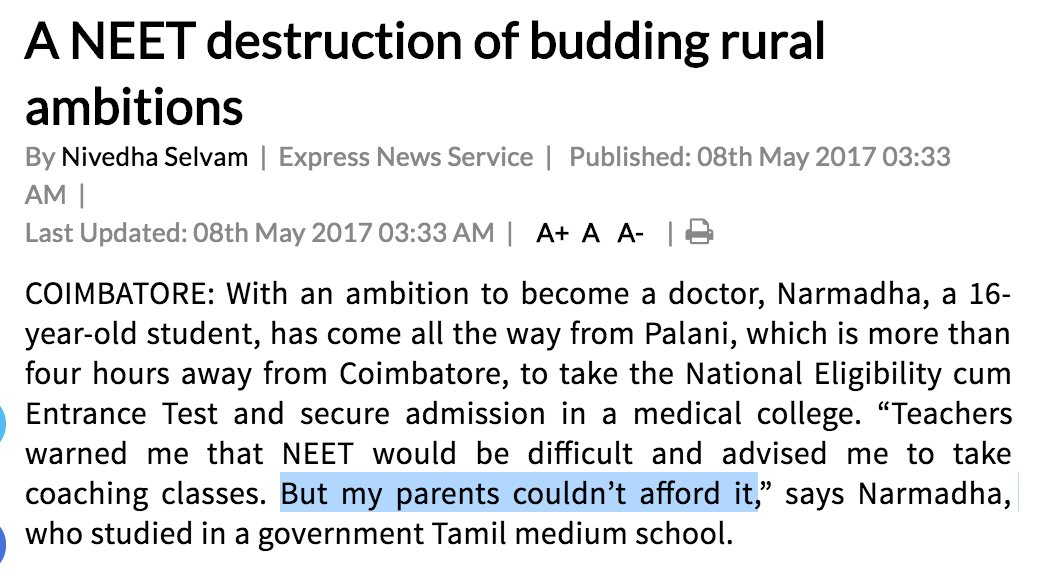 A NEET destruction of budding rural
ambitions
By Nivedha Selvam | Express News Service | Published: 08th May 2017 03:33
AM |
Last Updated: 08th May 2017 03:33 AM | A+ A A- |
COIMBATORE: With an ambition to become a doctor, Narmadha, a 16-
year-old student, has come all the way from Palani, which is more than
four hours away from Coimbatore, to take the National Eligibility cum
Entrance Test and secure admission in a medical college. “Teachers
warned me that NEET would be difficult and advised me to take
coaching classes. But my parents couldn’t afford it,” says Narmadha,
who studied in a government Tamil medium school.